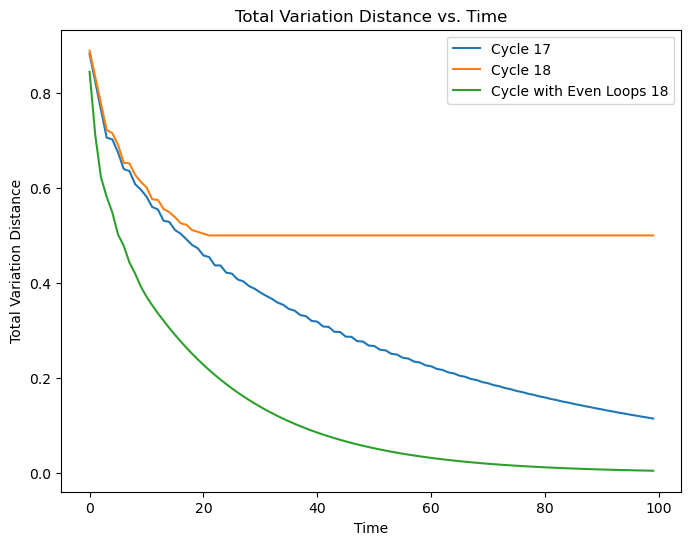 Total Variation Distance vs. Time
Cycle 17
Cycle 18
Cycle with Even Loops 18
Total Variation Distance
0.8
0.6
0.4
0.2
0.0
0
20
40
60
80
100
Time